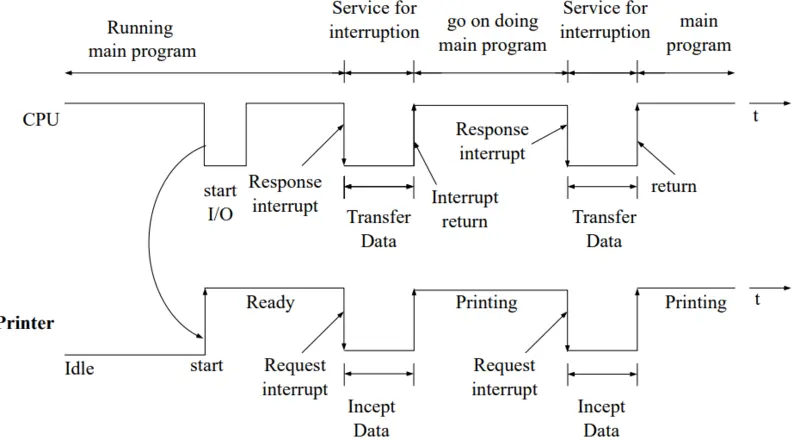 Running
main program
Service for
interruption
go on doing
main program
Service for
interruption
main
program
CPU
t
start
I/O
Response
interrupt
Transfer
Data
Interrupt
return
Response
interrupt
Transfer
Data
return
Printer
Idle
start
Ready
Request
interrupt
Incept
Data
Printing
Request
interrupt
Incept
Data
Printing
t